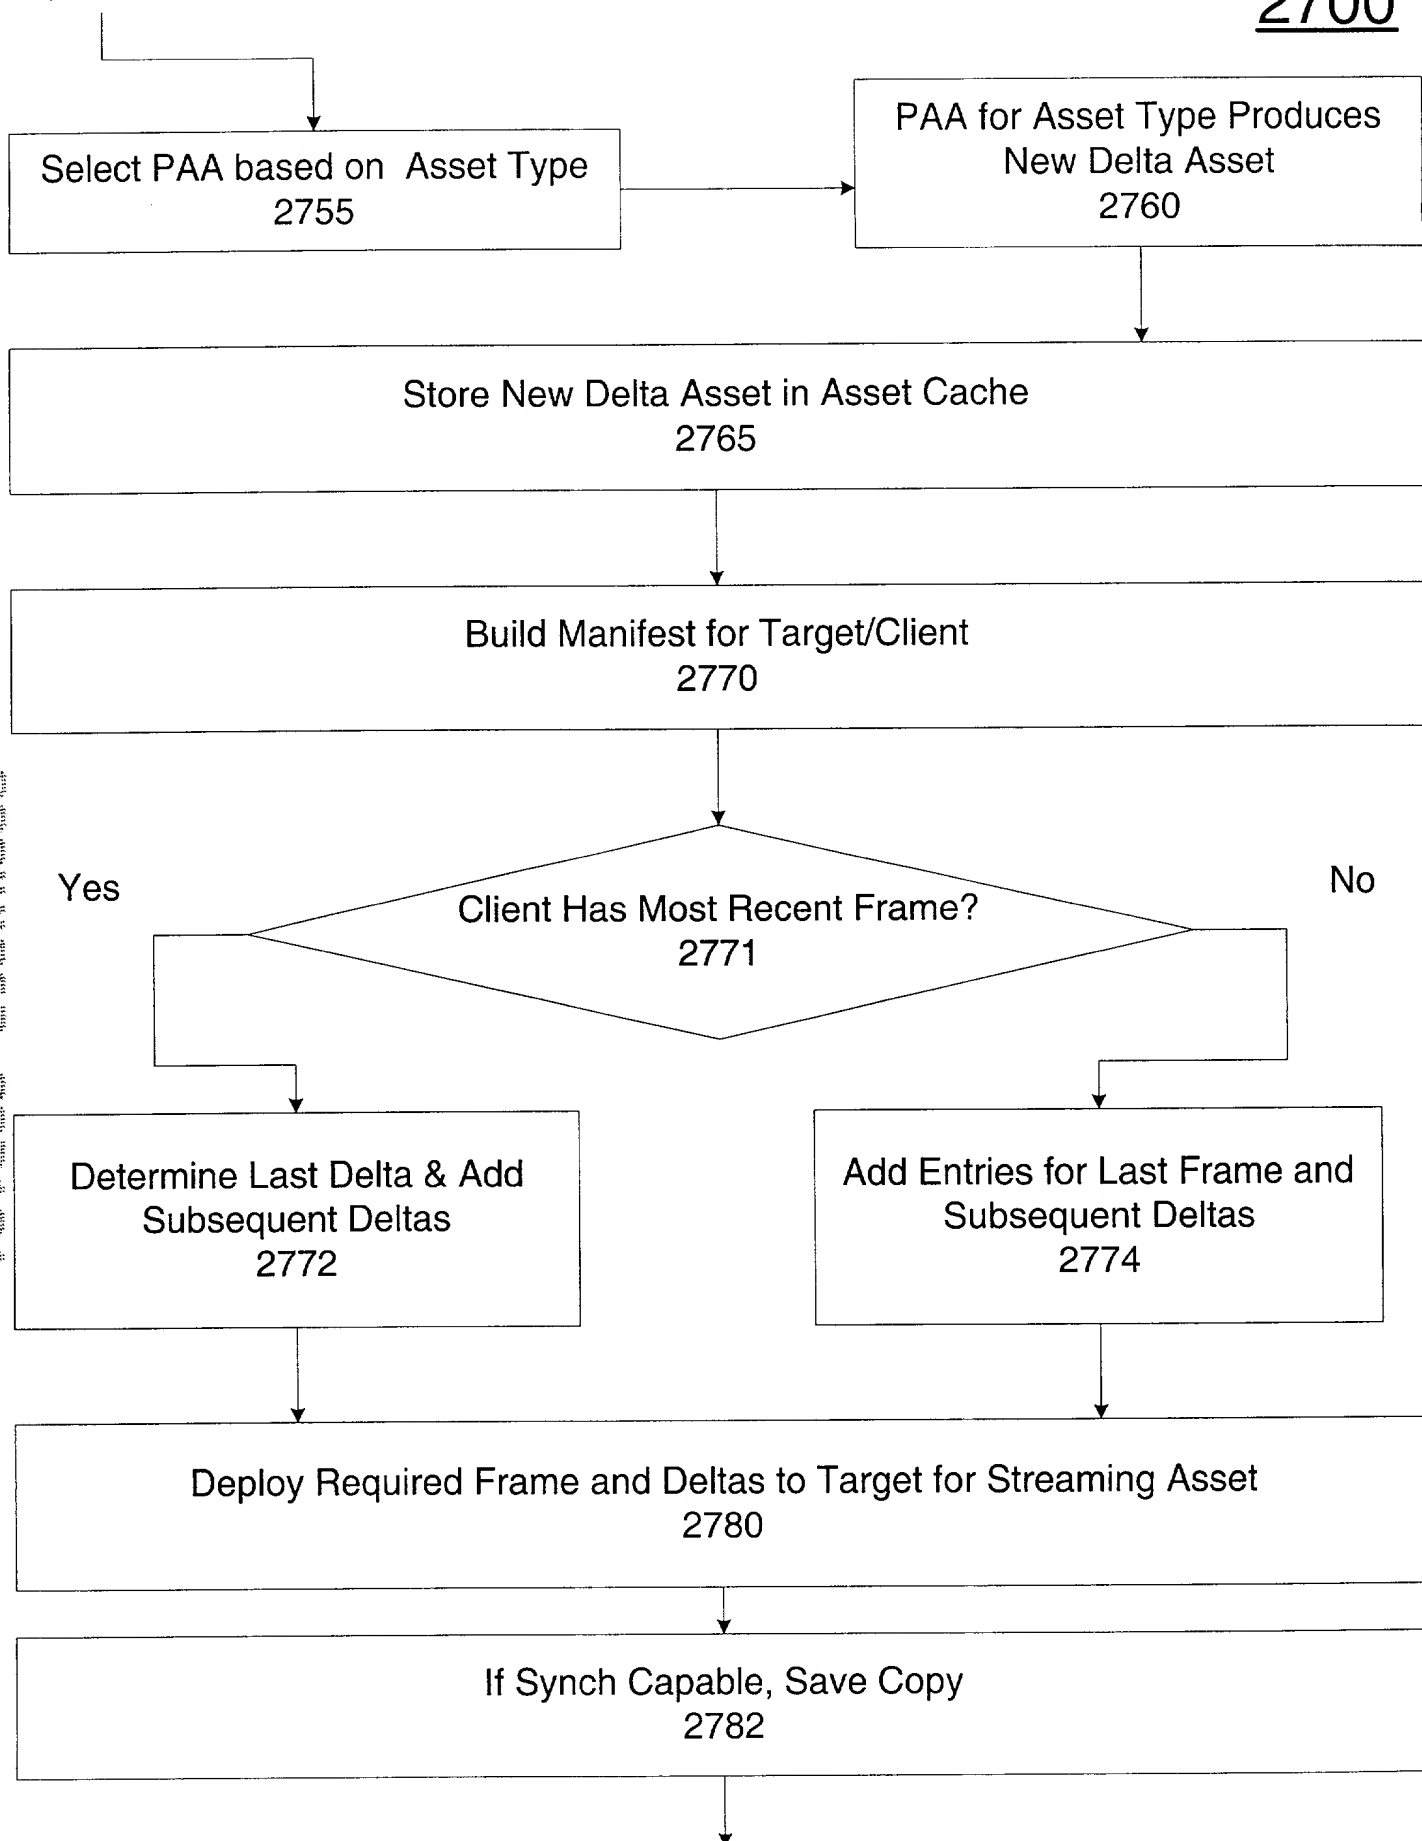 2700
Select PAA based on Asset Type
2755
PAA for Asset Type Produces
New Delta Asset
2760
Store New Delta Asset in Asset Cache
2765
Build Manifest for Target/Client
2770
Yes
No
Client Has Most Recent Frame?
2771
Determine Last Delta & Add
Subsequent Deltas
2772
Add Entries for Last Frame and
Subsequent Deltas
2774
Deploy Required Frame and Deltas to Target for Streaming Asset
2780
If Synch Capable, Save Copy
2782